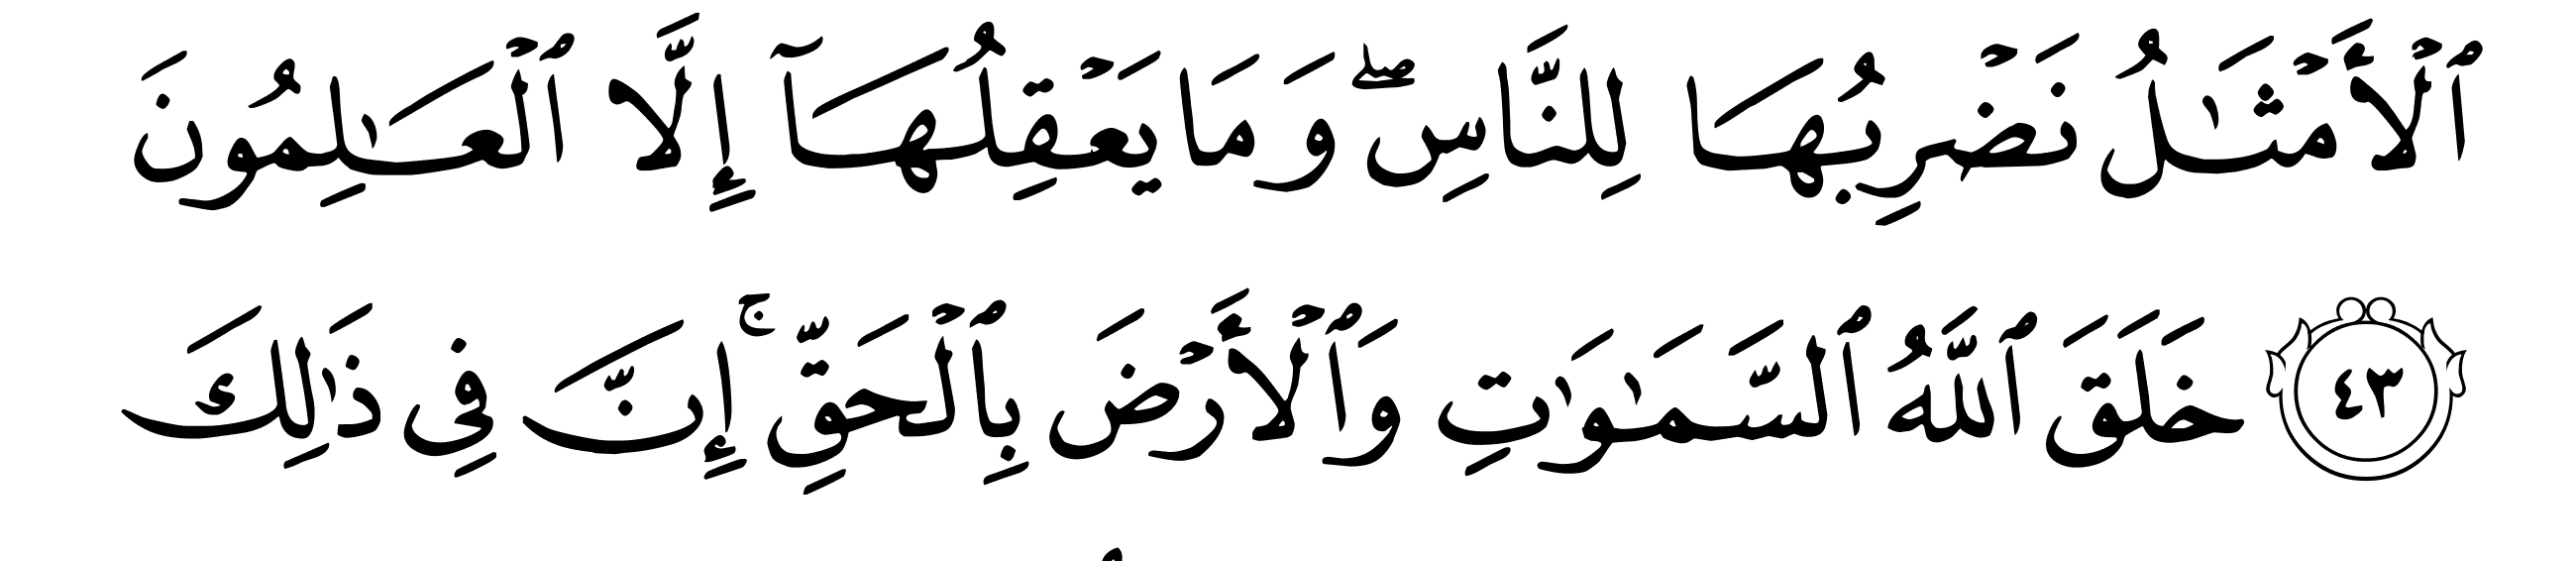 ٱلْأَمْثَـٰلُ نَضْرِبُهَا لِلنَّاسِ ۖ وَمَا يَعْقِلُهَآ إِلَّا ٱلْعَـٰلِمُونَ
٤٣ خَلَقَ ٱللَّهُ ٱلسَّمَـٰوَٰتِ وَٱلْأَرْضَ بِٱلْحَقِّ ۚ إِنَّ فِى ذَٰلِكَ